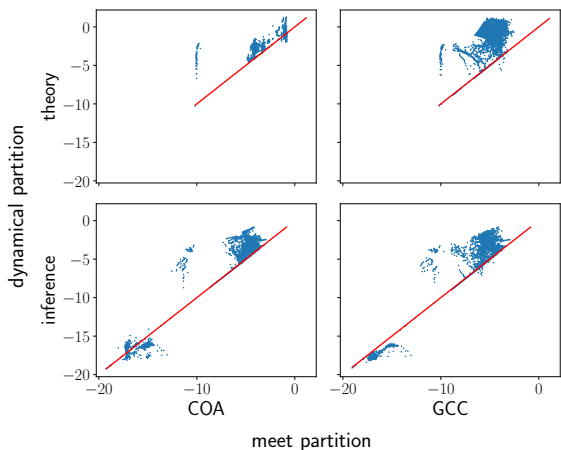 0
−5
−10
−15
−20
theory
dynamical partition
0
−5
−10
−15
−20
inference
−20 −10 0
−20 −10 0
COA GCC
meet partition